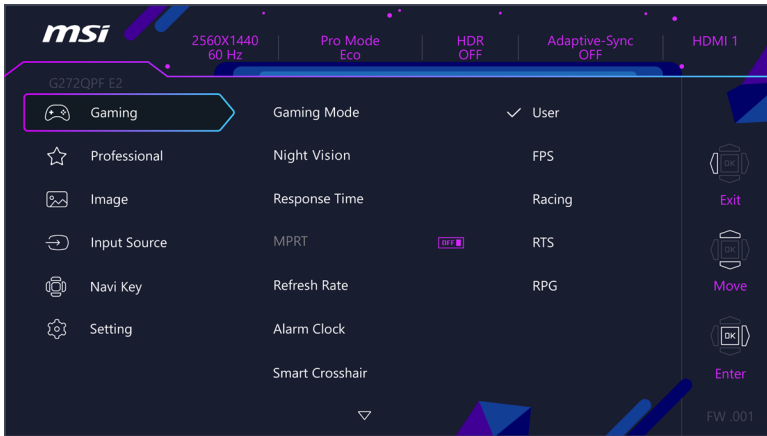 msi
2560X1440
60 Hz
Pro Mode
Eco
HDR
OFF
Adaptive-Sync
OFF
HDMI 1
G272QPF E2
Gaming
Gaming Mode
User
Professional
Night Vision
FPS
OK
Image
Response Time
Racing
Exit
Input Source
MPRT
OFF
RTS
OK
Navi Key
Refresh Rate
RPG
Move
Setting
Alarm Clock
OK
Smart Crosshair
Enter
FW .001